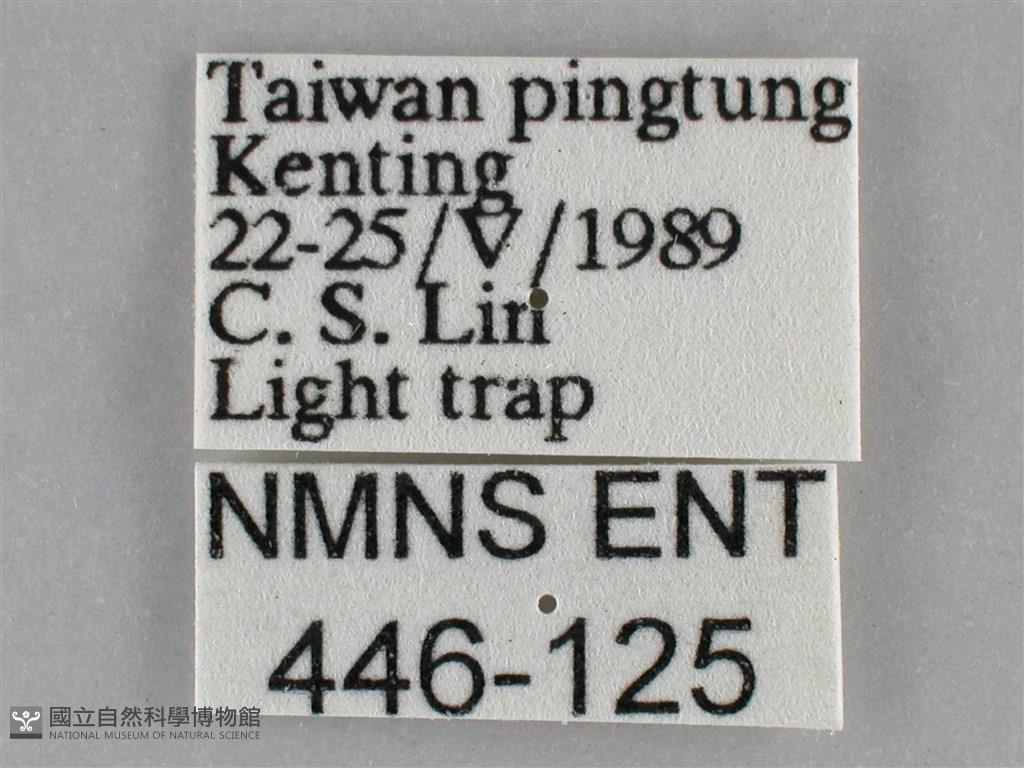 Taiwan pingtung
Kenting
22-25/V/1989
C. S. Lin
Light trap
NMNS ENT
446-125
國立自然科學博物館
NATIONAL MUSEUM OF NATURAL SCIENCE